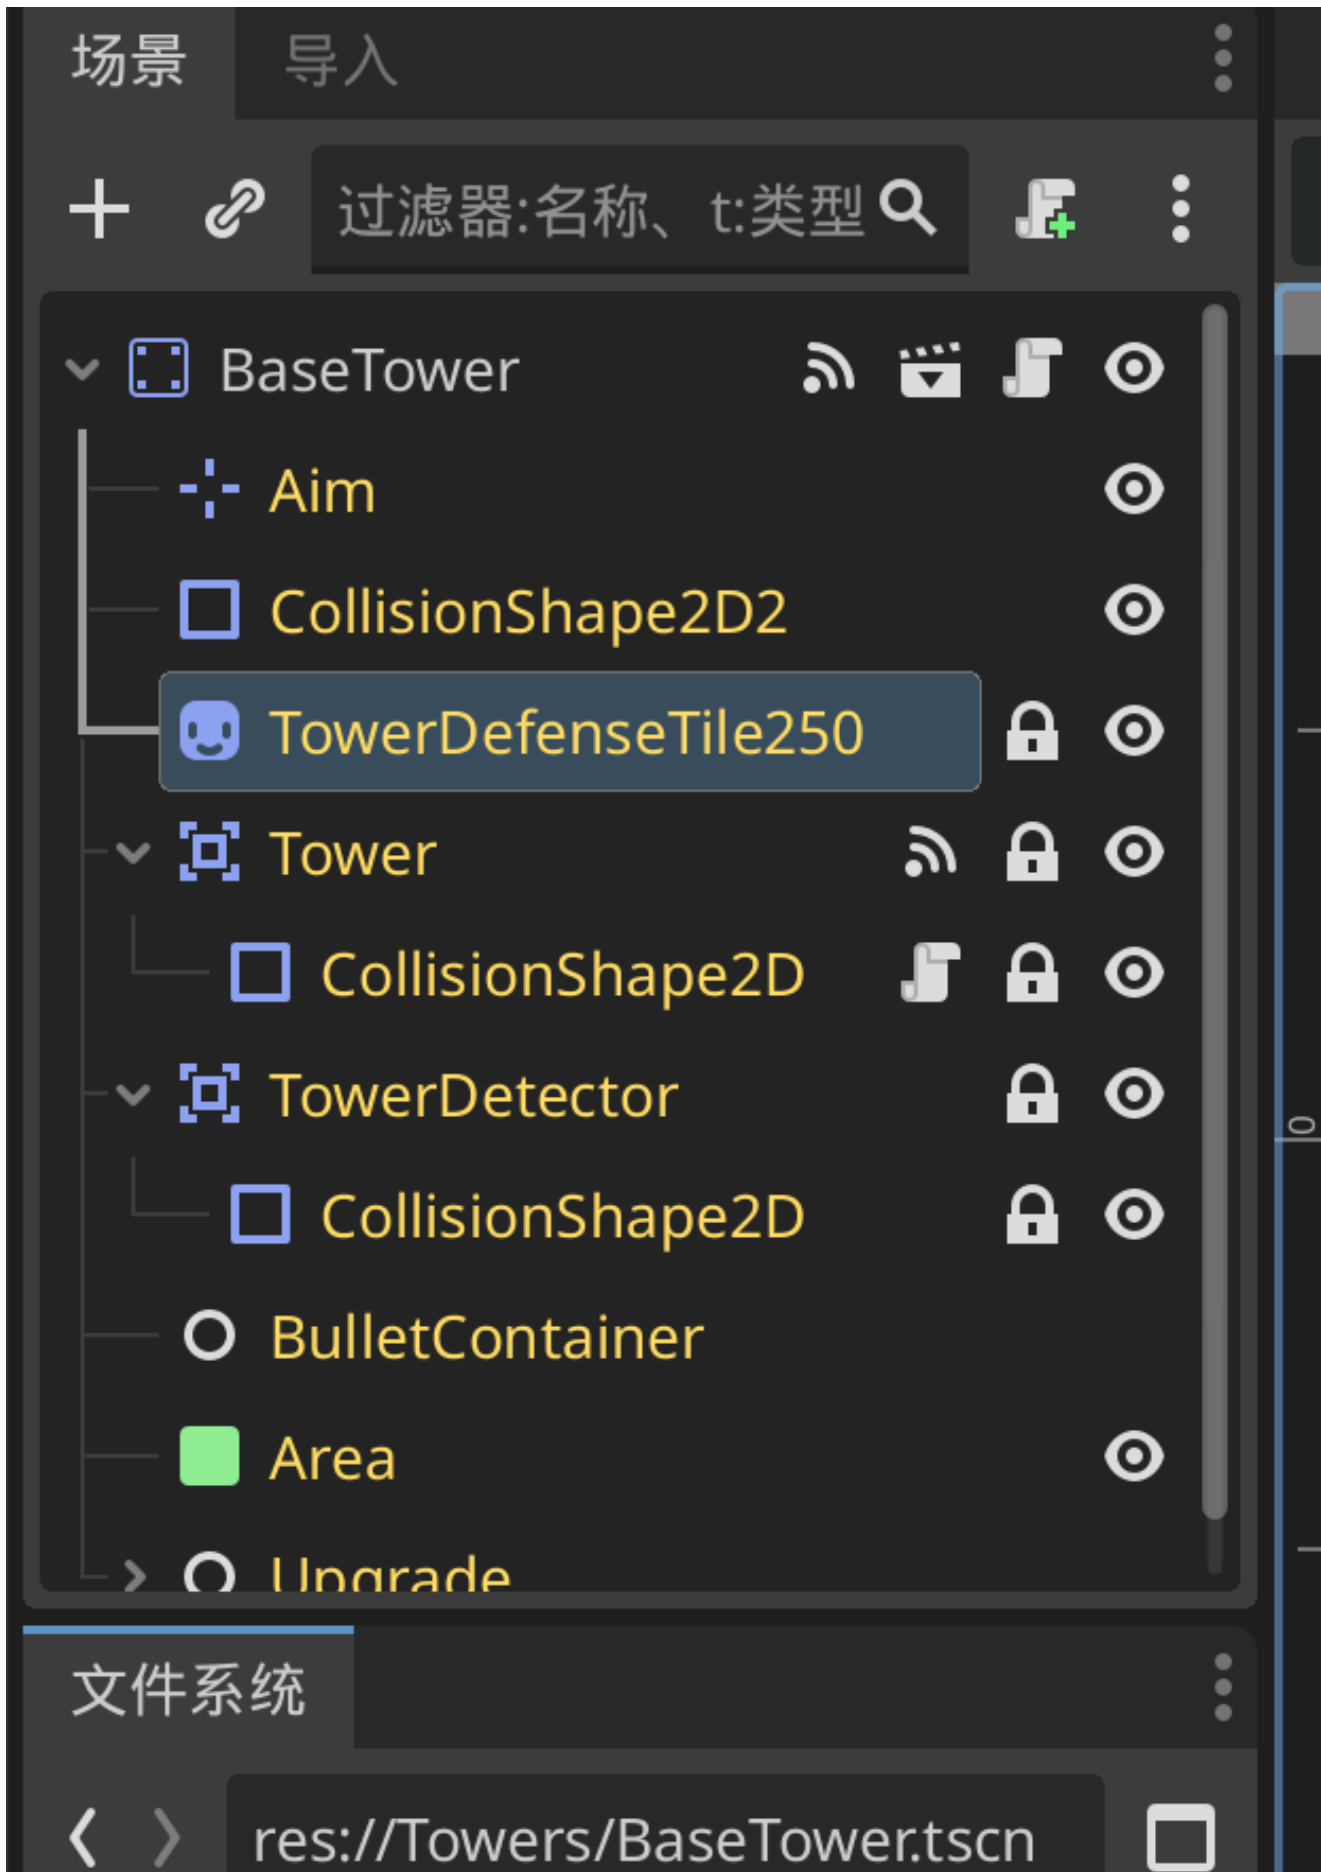 场景 导入
过滤器:名称、t:类型
BaseTower
Aim
CollisionShape2D2
TowerDefenseTile250
Tower
CollisionShape2D
TowerDetector
CollisionShape2D
BulletContainer
Area
Upgrade
0
文件系统
res://Towers/BaseTower.tscn